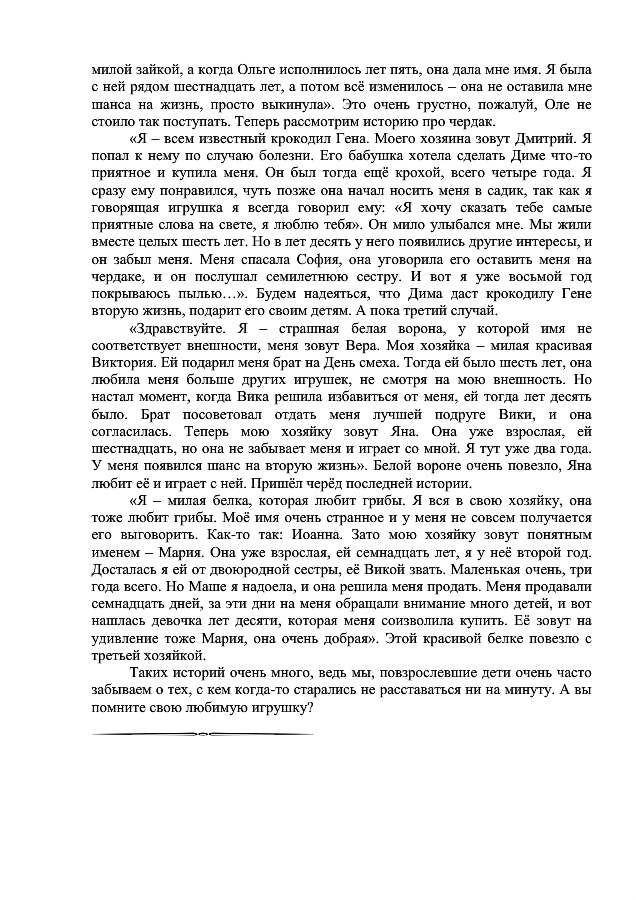 милой зайкой, а когда Ольге исполнилось лет пять, она дала мне имя. Я была
с ней рядом шестнадцать лет, а потом всё изменилось – она не оставила мне
шанса на жизнь, просто выкинула». Это очень грустно, пожалуй, Оле не
стоило так поступать. Теперь рассмотрим историю про чердак.
«Я – всем известный крокодил Гена. Моего хозяина зовут Дмитрий. Я
попал к нему по случаю болезни. Его бабушка хотела сделать Диме что-то
приятное и купила меня. Он был тогда ещё крохой, всего четыре года. Я
сразу ему понравился, чуть позже она начал носить меня в садик, так как я
говорящая игрушка я всегда говорил ему: «Я хочу сказать тебе самые
приятные слова на свете, я люблю тебя». Он мило улыбался мне. Мы жили
вместе целых шесть лет. Но в лет десять у него появились другие интересы, и
он забыл меня. Меня спасала София, она уговорила его оставить меня на
чердаке, и он послушал семилетнюю сестру. И вот я уже восьмой год
покрываюсь пылью…». Будем надеяться, что Дима даст крокодилу Гене
вторую жизнь, подарит его своим детям. А пока третий случай.
«Здравствуйте. Я – страшная белая ворона, у которой имя не
соответствует внешности, меня зовут Вера. Моя хозяйка – милая красивая
Виктория. Ей подарил меня брат на День смеха. Тогда ей было шесть лет, она
любила меня больше других игрушек, не смотря на мою внешность. Но
настал момент, когда Вика решила избавиться от меня, ей тогда лет десять
было. Брат посоветовал отдать меня лучшей подруге Вики, и она
согласилась. Теперь мою хозяйку зовут Яна. Она уже взрослая, ей
шестнадцать, но она не забывает меня и играет со мной. Я тут уже два года.
У меня появился шанс на вторую жизнь». Белой вороне очень повезло, Яна
любит её и играет с ней. Пришёл черёд последней истории.
«Я – милая белка, которая любит грибы. Я вся в свою хозяйку, она
тоже любит грибы. Моё имя очень странное и у меня не совсем получается
его выговорить. Как-то так: Иоанна. Зато мою хозяйку зовут понятным
именем – Мария. Она уже взрослая, ей семнадцать лет, я у неё второй год.
Досталась я ей от двоюродной сестры, её Викой звать. Маленькая очень, три
года всего. Но Маше я надоела, и она решила меня продать. Меня продавали
семнадцать дней, за эти дни на меня обращали внимание много детей, и вот
нашлась девочка лет десяти, которая меня соизволила купить. Её зовут на
удивление тоже Мария, она очень добрая». Этой красивой белке повезло с
третьей хозяйкой.
Таких историй очень много, ведь мы, повзрослевшие дети очень часто
забываем о тех, с кем когда-то старались не расставаться ни на минуту. А вы
помните свою любимую игрушку?